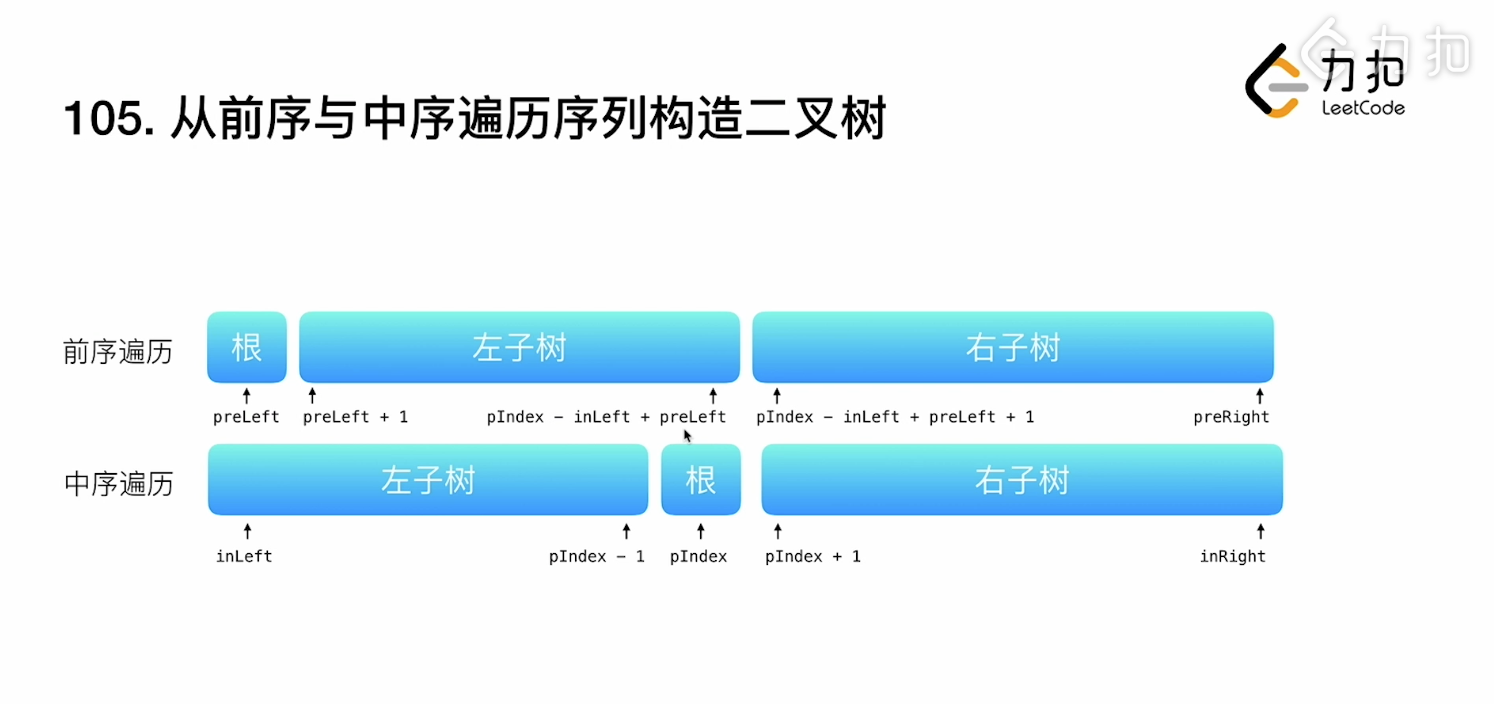 力扣
力扣
LeetCode
105. 从前序与中序遍历序列构造二叉树
前序遍历 根 左子树 右子树
preLeft preLeft + 1 pIndex - inLeft + preLeft pIndex - inLeft + preLeft + 1 preRight
中序遍历 左子树 根 右子树
inLeft pIndex - 1 pIndex pIndex + 1 inRight